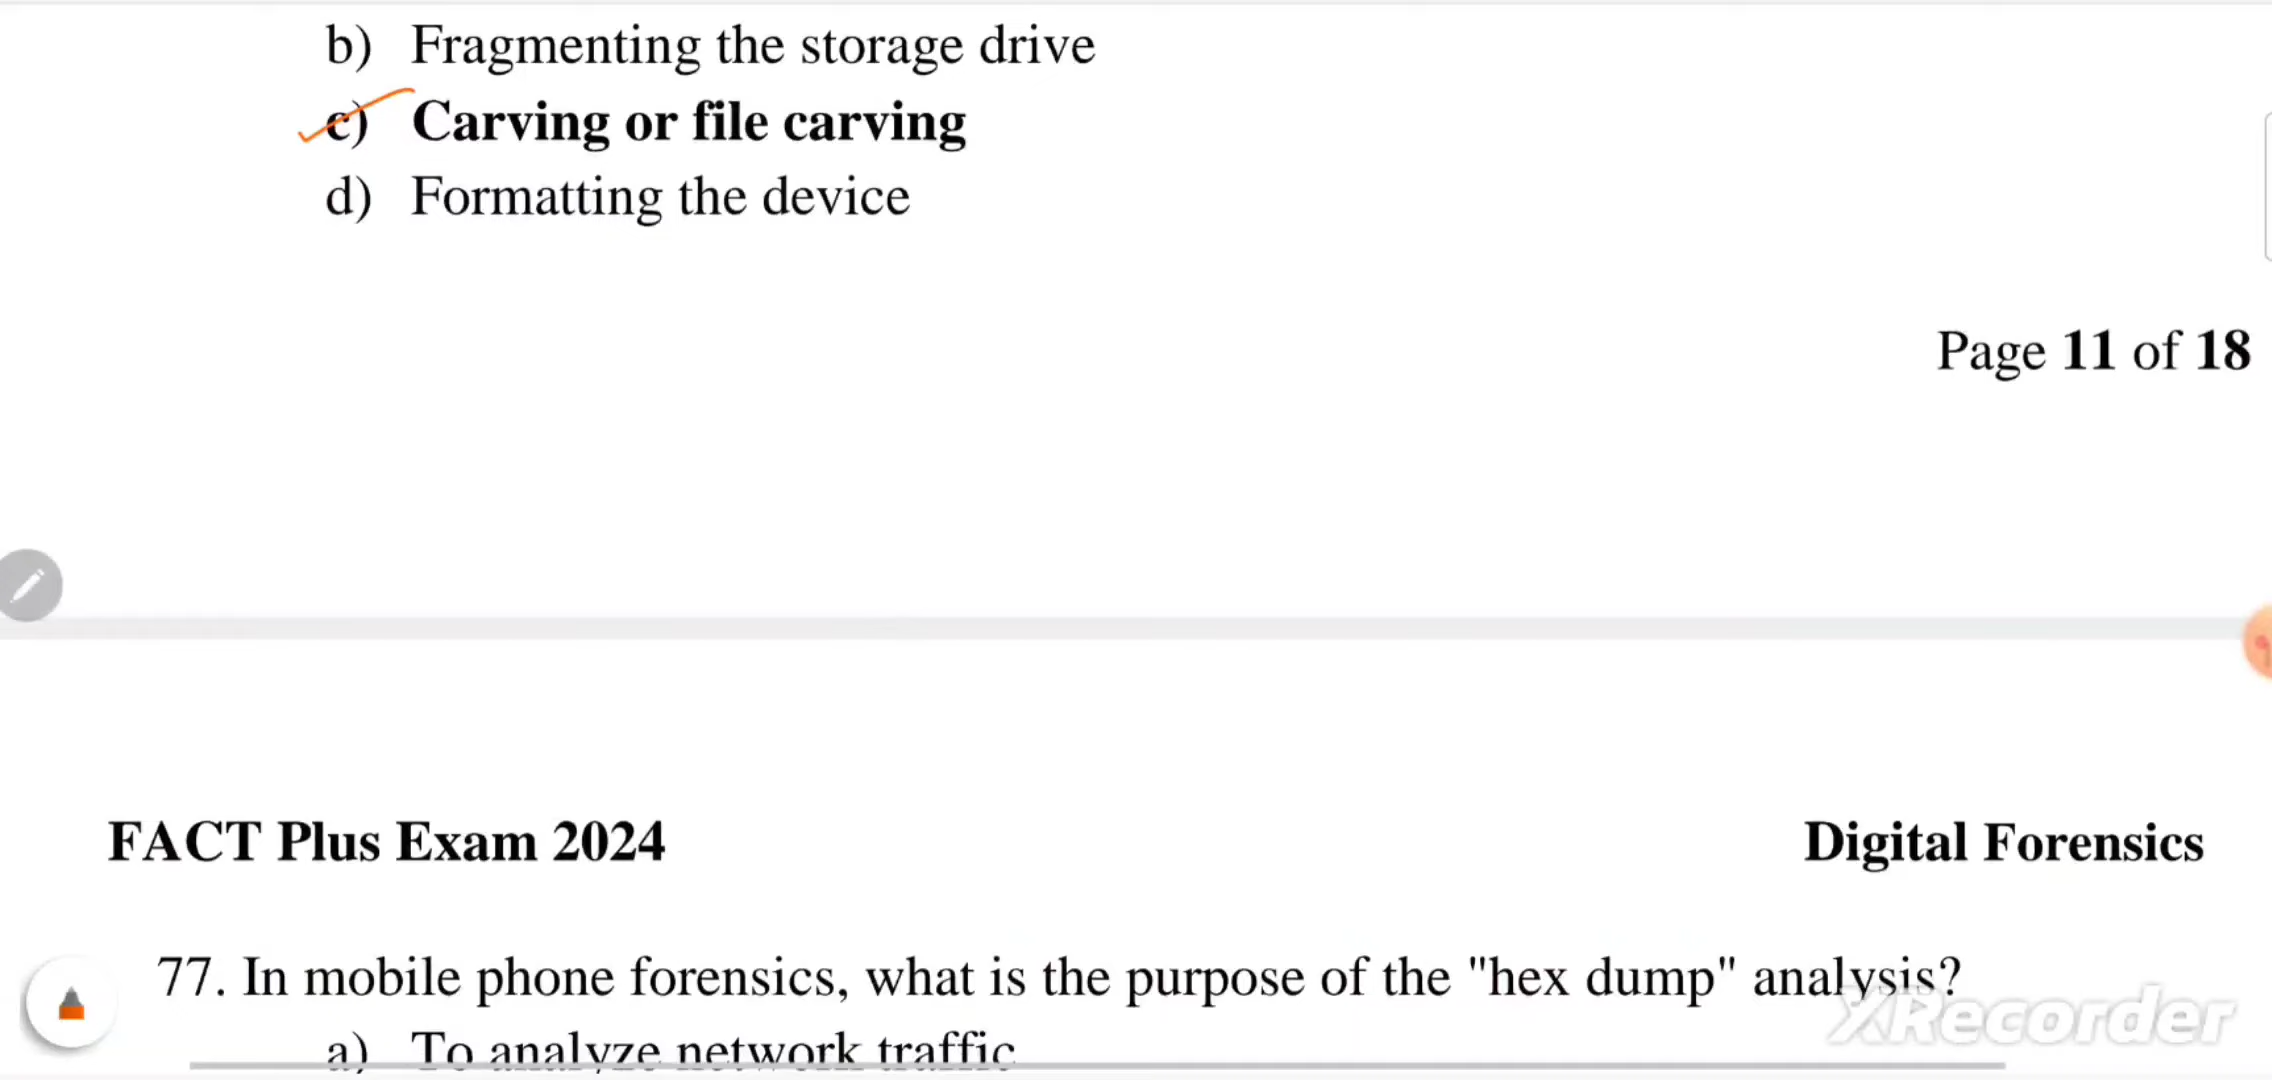 b) Fragmenting the storage drive
c) Carving or file carving
d) Formatting the device
Page 11 of 18
FACT Plus Exam 2024
Digital Forensics
77. In mobile phone forensics, what is the purpose of the "hex dump" analysis?
XRecorder
a) To analyze network traffic